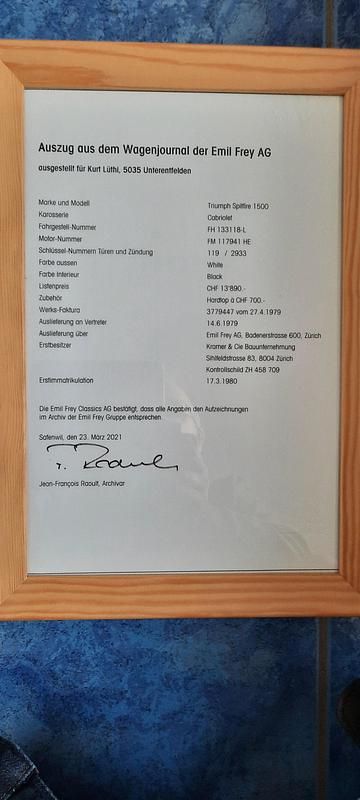 Auszug aus dem Wagenjournal der Emil Frey AG
ausgestellt für Kurt Lüthi, 5035 Unterentfelden
Marke und Modell Triumph Spitfire 1500
Karosserie Cabriolet
Fahrgestell-Nummer FH 133118-L
Motor-Nummer FM 117941 HE
Schlüssel-Nummern Türen und Zündung 119 / 2933
Farbe aussen White
Farbe Interieur Black
Listenpreis CHF 13'890.-
Zubehör Hardtop à CHF 700.-
Werks-Faktura 3779447 vom 27.4.1979
Auslieferung an Vertreter 14.6.1979
Auslieferung über Emil Frey AG, Badenerstrasse 600, Zürich
Erstbesitzer Kramer & Cie Bauunternehmung
Sihlfeldstrasse 83, 8004 Zürich
Kontrollschild ZH 458 709
Erstimmatrikulation 17.3.1980
Die Emil Frey Classics AG bestätigt, dass alle Angaben den Aufzeichnungen
im Archiv der Emil Frey Gruppe entsprechen.
Safenwil, den 23. März 2021
Jean-François Raoult, Archivar